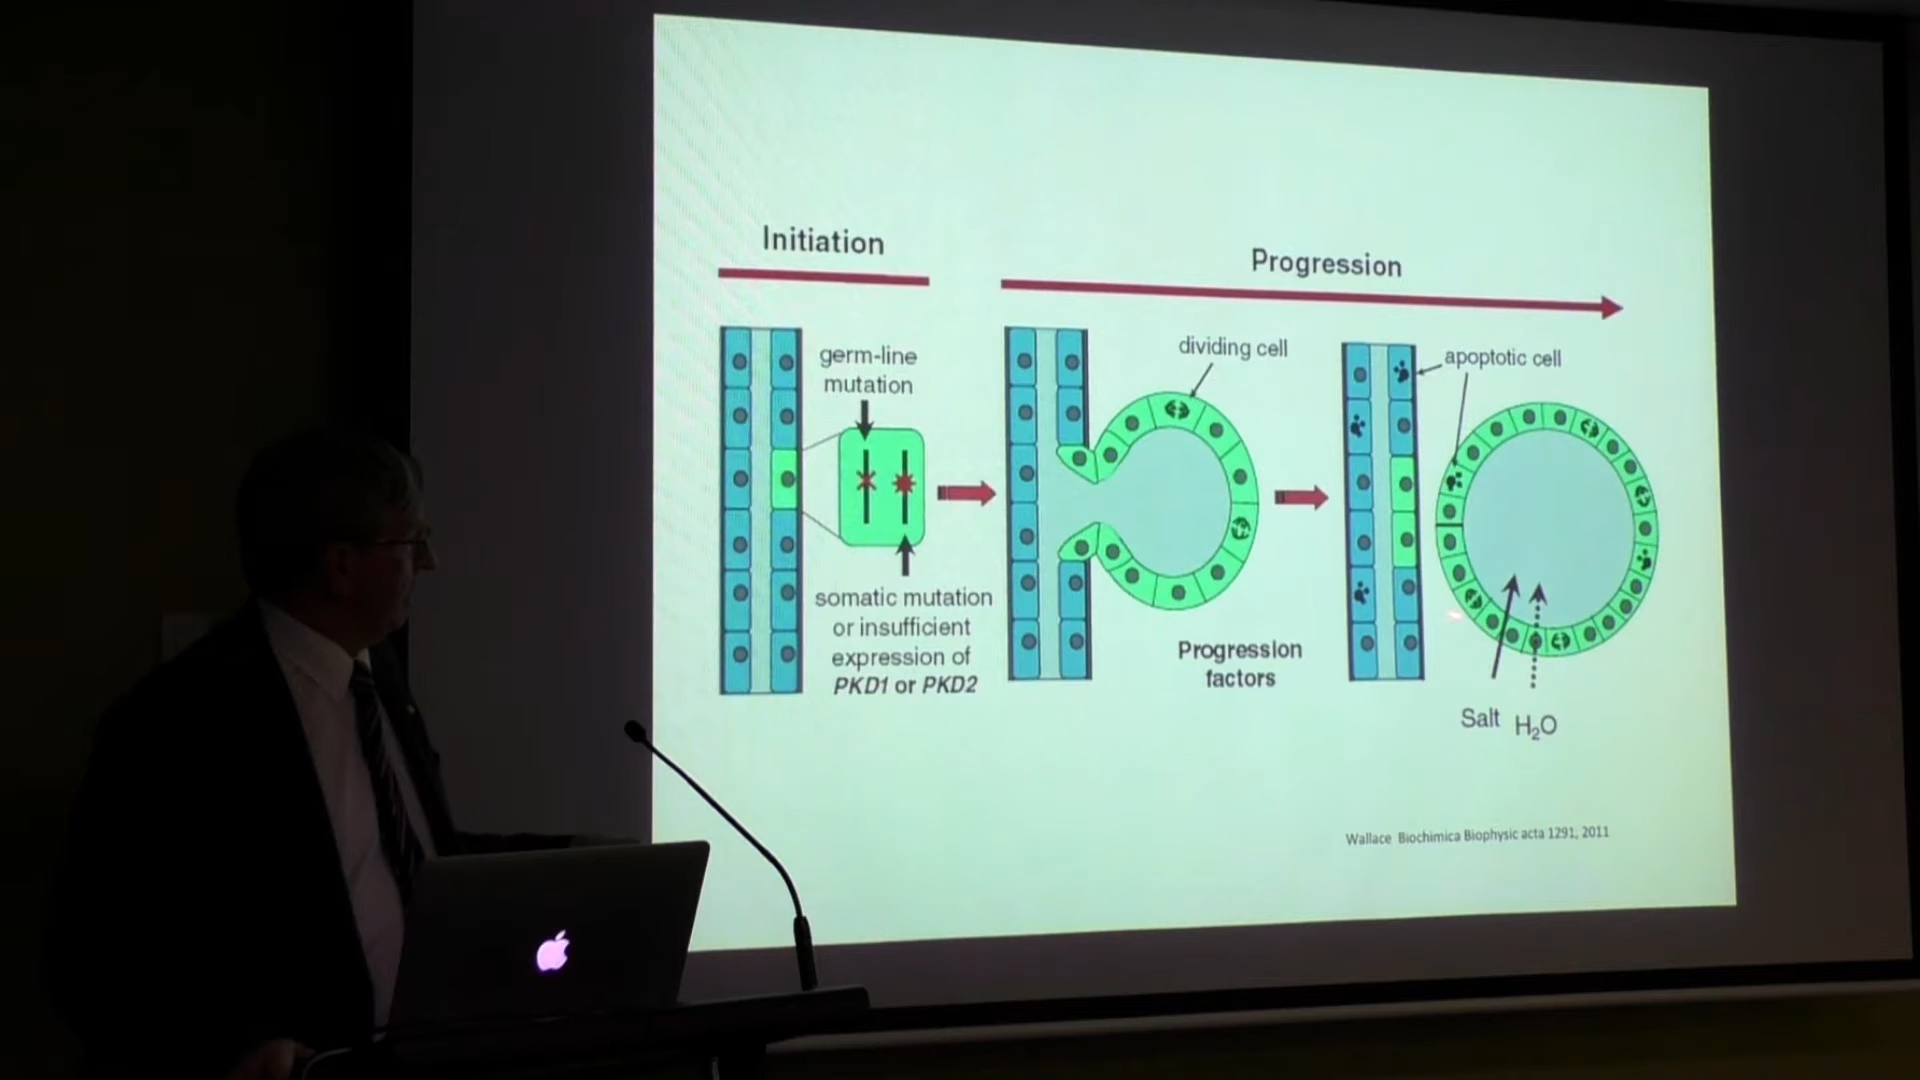 Initiation
Progression
germ-line
mutation
dividing cell
apoptotic cell
somatic mutation
or insufficient
expression of
PKD1 or PKD2
Progression
factors
Salt
H₂O
Wallace Biochimica Biophysic acta 1291, 2011